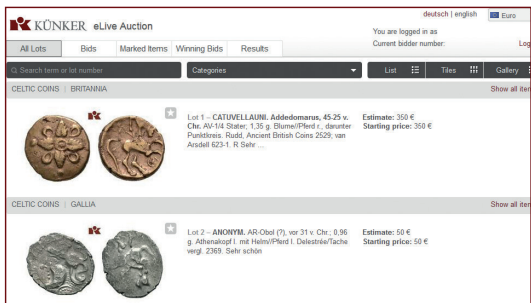 deutsch | english
Euro
KÜNKER eLive Auction
You are logged in as
Current bidder number:
Log
All Lots
Bids
Marked Items
Winning Bids
Results
Search term or lot number
Categories
List
Tiles
Gallery
CELTIC COINS | BRITANNIA
Show all iter
Lot 1 – CATUVELLAUNI. Addedomarus, 45-25 v.
Chr. AV-1/4 Stater; 1,35 g. Blume//Pferd r., darunter
Punktkreis. Rudd, Ancient British Coins 2529; van
Arsdell 623-1. R Sehr ...
Estimate: 350 €
Starting price: 350 €
CELTIC COINS | GALLIA
Show all iter
Lot 2 – ANONYM. AR-Obol (?), vor 31 v. Chr.; 0,96
g. Athenakopf l. mit Helm//Pferd l. Delestrée/Tache
vergl. 2369. Sehr schön
Estimate: 50 €
Starting price: 50 €